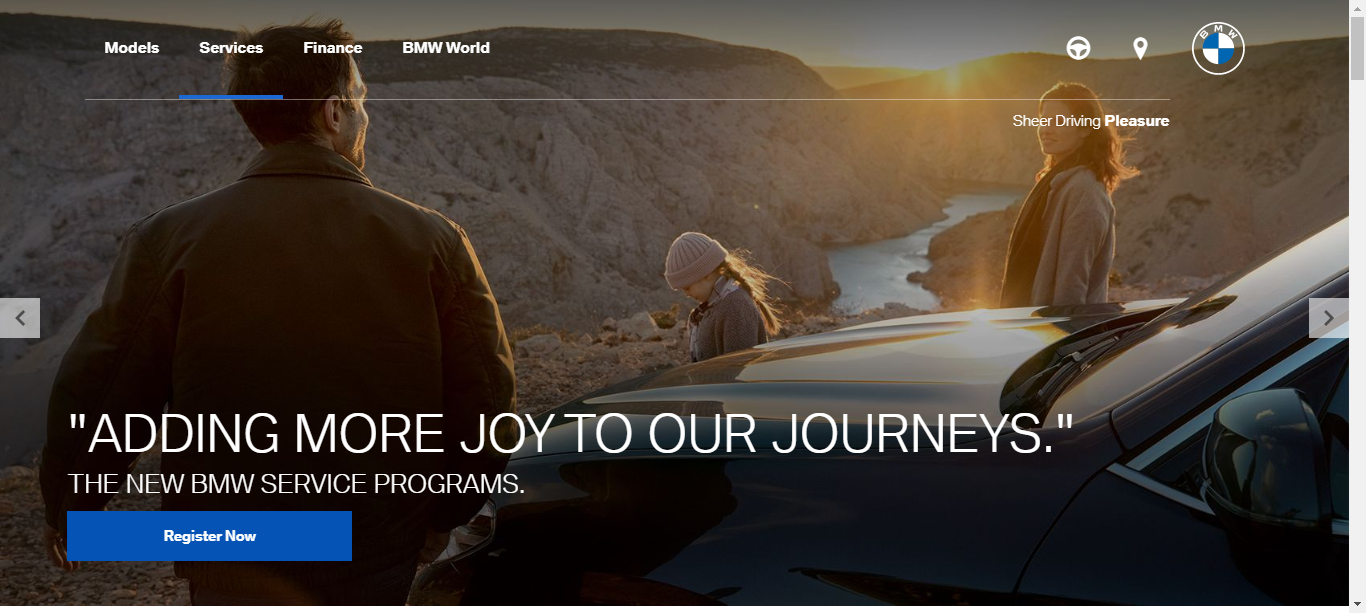 Models Services Finance BMW World
BMW
Sheer Driving Pleasure
"ADDING MORE JOY TO OUR JOURNEYS."
THE NEW BMW SERVICE PROGRAMS.
Register Now